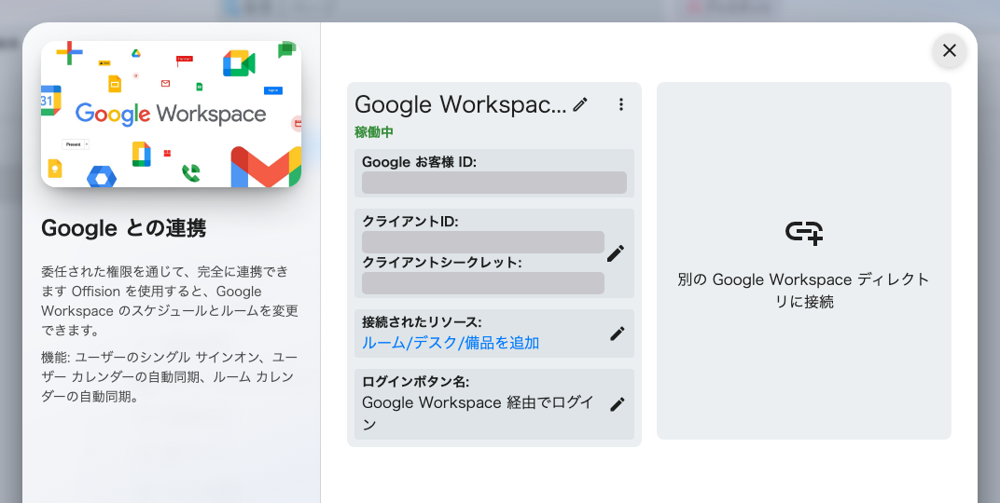 31
Google Workspace
Present
Google との連携
委任された権限を通じて、完全に連携でき
ます Offision を使用すると、Google
Workspace のスケジュールとルームを変更
できます。
機能: ユーザーのシングル サインオン、ユー
ザー カレンダーの自動同期、ルーム カレン
ダーの自動同期。
Google Workspac...
稼働中
Google お客様 ID:
クライアントID:
クライアントシークレット:
接続されたリソース:
ルーム/デスク/備品を追加
ログインボタン名:
Google Workspace 経由でログイ
ン
別の Google Workspace ディレクト
リに接続